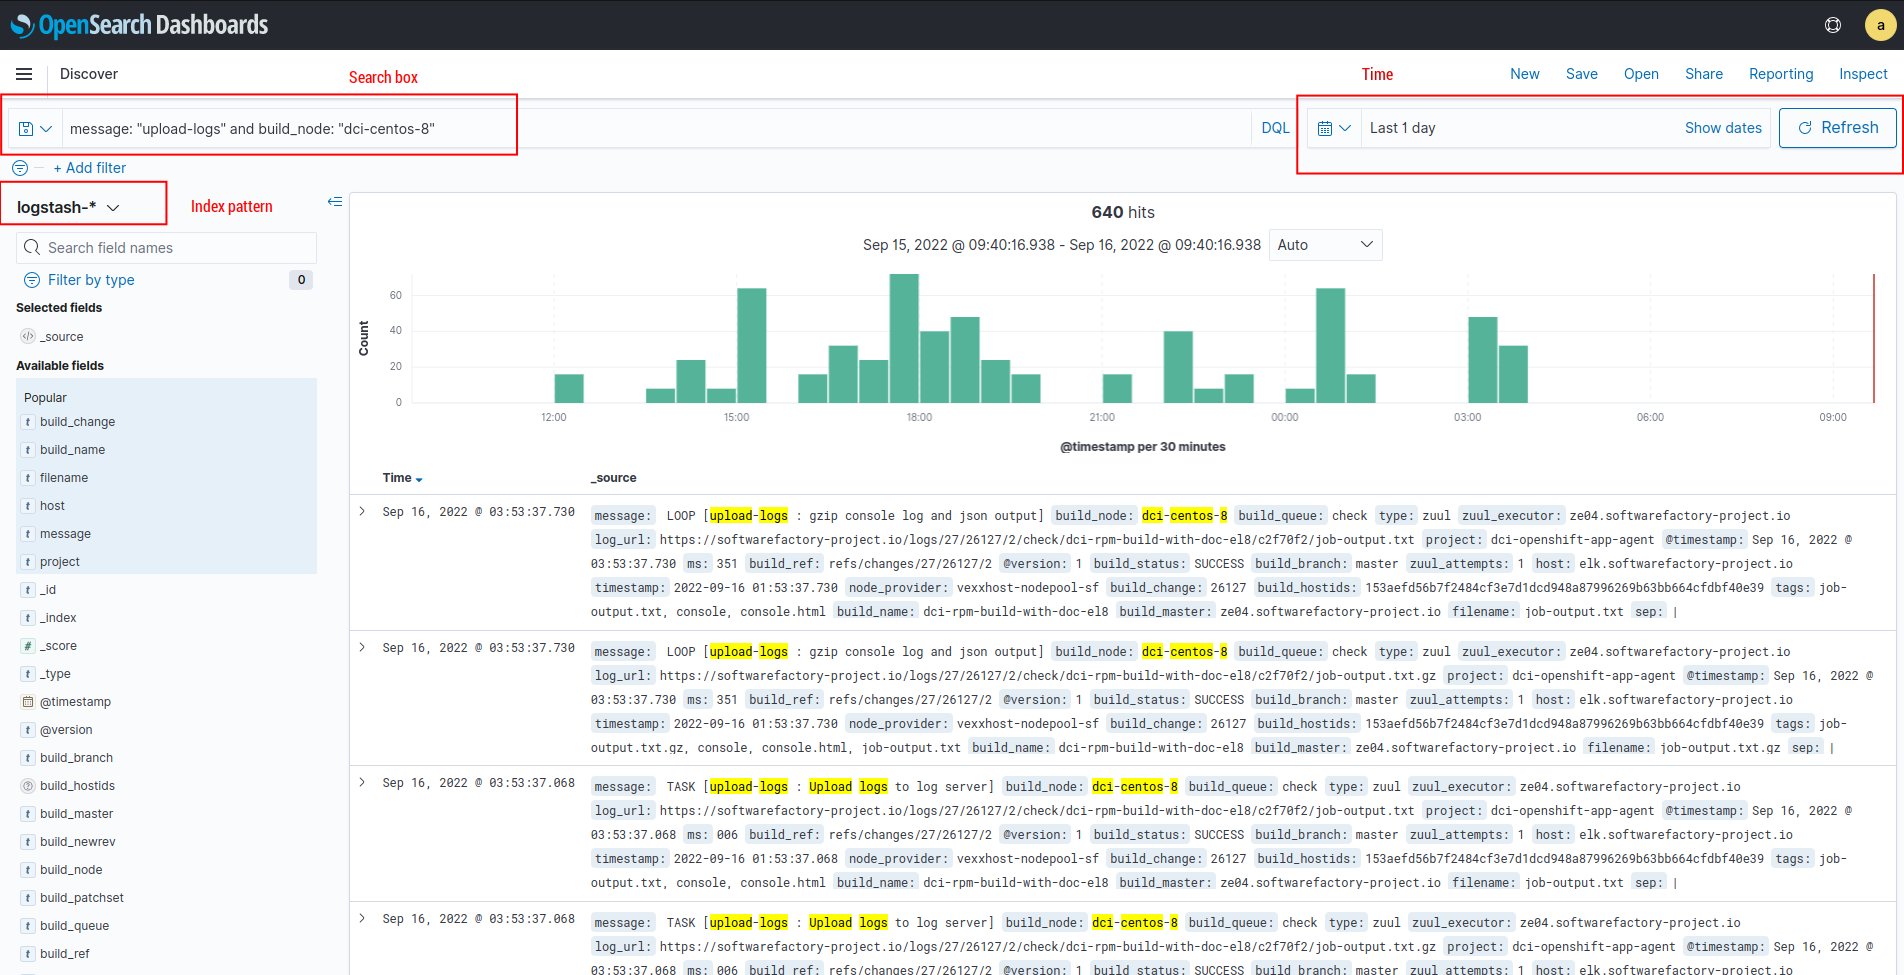 OpenSearch Dashboards
a
Discover
Search box
Time
New Save Open Share Reporting Inspect
message: "upload-logs" and build_node: "dci-centos-8"
DQL
Last 1 day
Show dates
Refresh
+ Add filter
logstash-*
Index pattern
Search field names
Filter by type
0
Selected fields
_source
Available fields
Popular
t build_change
t build_name
t filename
t host
t message
t project
t _id
t _index
# _score
t _type
@timestamp
t @version
t build_branch
build_hostids
t build_master
t build_newrev
t build_node
t build_patchset
t build_queue
t build_ref
640 hits
Sep 15, 2022 @ 09:40:16.938 - Sep 16, 2022 @ 09:40:16.938
Auto
Count
60
40
20
0
12:00 15:00 18:00 21:00 00:00 03:00 06:00 09:00
@timestamp per 30 minutes
Time _source
Sep 16, 2022 @ 03:53:37.730
message: LOOP [upload-logs : gzip console log and json output] build_node: dci-centos-8 build_queue: check type: zuul zuul_executor: ze04.softwarefactory-project.io
log_url: https://softwarefactory-project.io/logs/27/26127/2/check/dci-rpm-build-with-doc-el8/c2f70f2/job-output.txt project: dci-openshift-app-agent @timestamp: Sep 16, 2022 @
03:53:37.730 ms: 351 build_ref: refs/changes/27/26127/2 @version: 1 build_status: SUCCESS build_branch: master zuul_attempts: 1 host: elk.softwarefactory-project.io
timestamp: 2022-09-16 01:53:37.730 node_provider: vexxhost-nodepool-sf build_change: 26127 build_hostids: 153aefd56b7f2484cf3e7d1dcd948a87996269b63bb664cfdbf40e39 tags: job-
output.txt, console, console.html build_name: dci-rpm-build-with-doc-el8 build_master: ze04.softwarefactory-project.io filename: job-output.txt sep: |
Sep 16, 2022 @ 03:53:37.730
message: LOOP [upload-logs : gzip console log and json output] build_node: dci-centos-8 build_queue: check type: zuul zuul_executor: ze04.softwarefactory-project.io
log_url: https://softwarefactory-project.io/logs/27/26127/2/check/dci-rpm-build-with-doc-el8/c2f70f2/job-output.txt.gz project: dci-openshift-app-agent @timestamp: Sep 16, 2022 @
03:53:37.730 ms: 351 build_ref: refs/changes/27/26127/2 @version: 1 build_status: SUCCESS build_branch: master zuul_attempts: 1 host: elk.softwarefactory-project.io
timestamp: 2022-09-16 01:53:37.730 node_provider: vexxhost-nodepool-sf build_change: 26127 build_hostids: 153aefd56b7f2484cf3e7d1dcd948a87996269b63bb664cfdbf40e39 tags: job-
output.txt.gz, console, console.html, job-output.txt build_name: dci-rpm-build-with-doc-el8 build_master: ze04.softwarefactory-project.io filename: job-output.txt.gz sep: |
Sep 16, 2022 @ 03:53:37.068
message: TASK [upload-logs : Upload logs to log server] build_node: dci-centos-8 build_queue: check type: zuul zuul_executor: ze04.softwarefactory-project.io
log_url: https://softwarefactory-project.io/logs/27/26127/2/check/dci-rpm-build-with-doc-el8/c2f70f2/job-output.txt project: dci-openshift-app-agent @timestamp: Sep 16, 2022 @
03:53:37.068 ms: 006 build_ref: refs/changes/27/26127/2 @version: 1 build_status: SUCCESS build_branch: master zuul_attempts: 1 host: elk.softwarefactory-project.io
timestamp: 2022-09-16 01:53:37.068 node_provider: vexxhost-nodepool-sf build_change: 26127 build_hostids: 153aefd56b7f2484cf3e7d1dcd948a87996269b63bb664cfdbf40e39 tags: job-
output.txt, console, console.html build_name: dci-rpm-build-with-doc-el8 build_master: ze04.softwarefactory-project.io filename: job-output.txt sep: |
Sep 16, 2022 @ 03:53:37.068
message: TASK [upload-logs : Upload logs to log server] build_node: dci-centos-8 build_queue: check type: zuul zuul_executor: ze04.softwarefactory-project.io
log_url: https://softwarefactory-project.io/logs/27/26127/2/check/dci-rpm-build-with-doc-el8/c2f70f2/job-output.txt.gz project: dci-openshift-app-agent @timestamp: Sep 16, 2022 @
03:53:37.068 ms: 006 build_ref: refs/changes/27/26127/2 @version: 1 build_status: SUCCESS build_branch: master zuul_attempts: 1 host: elk.softwarefactory-project.io